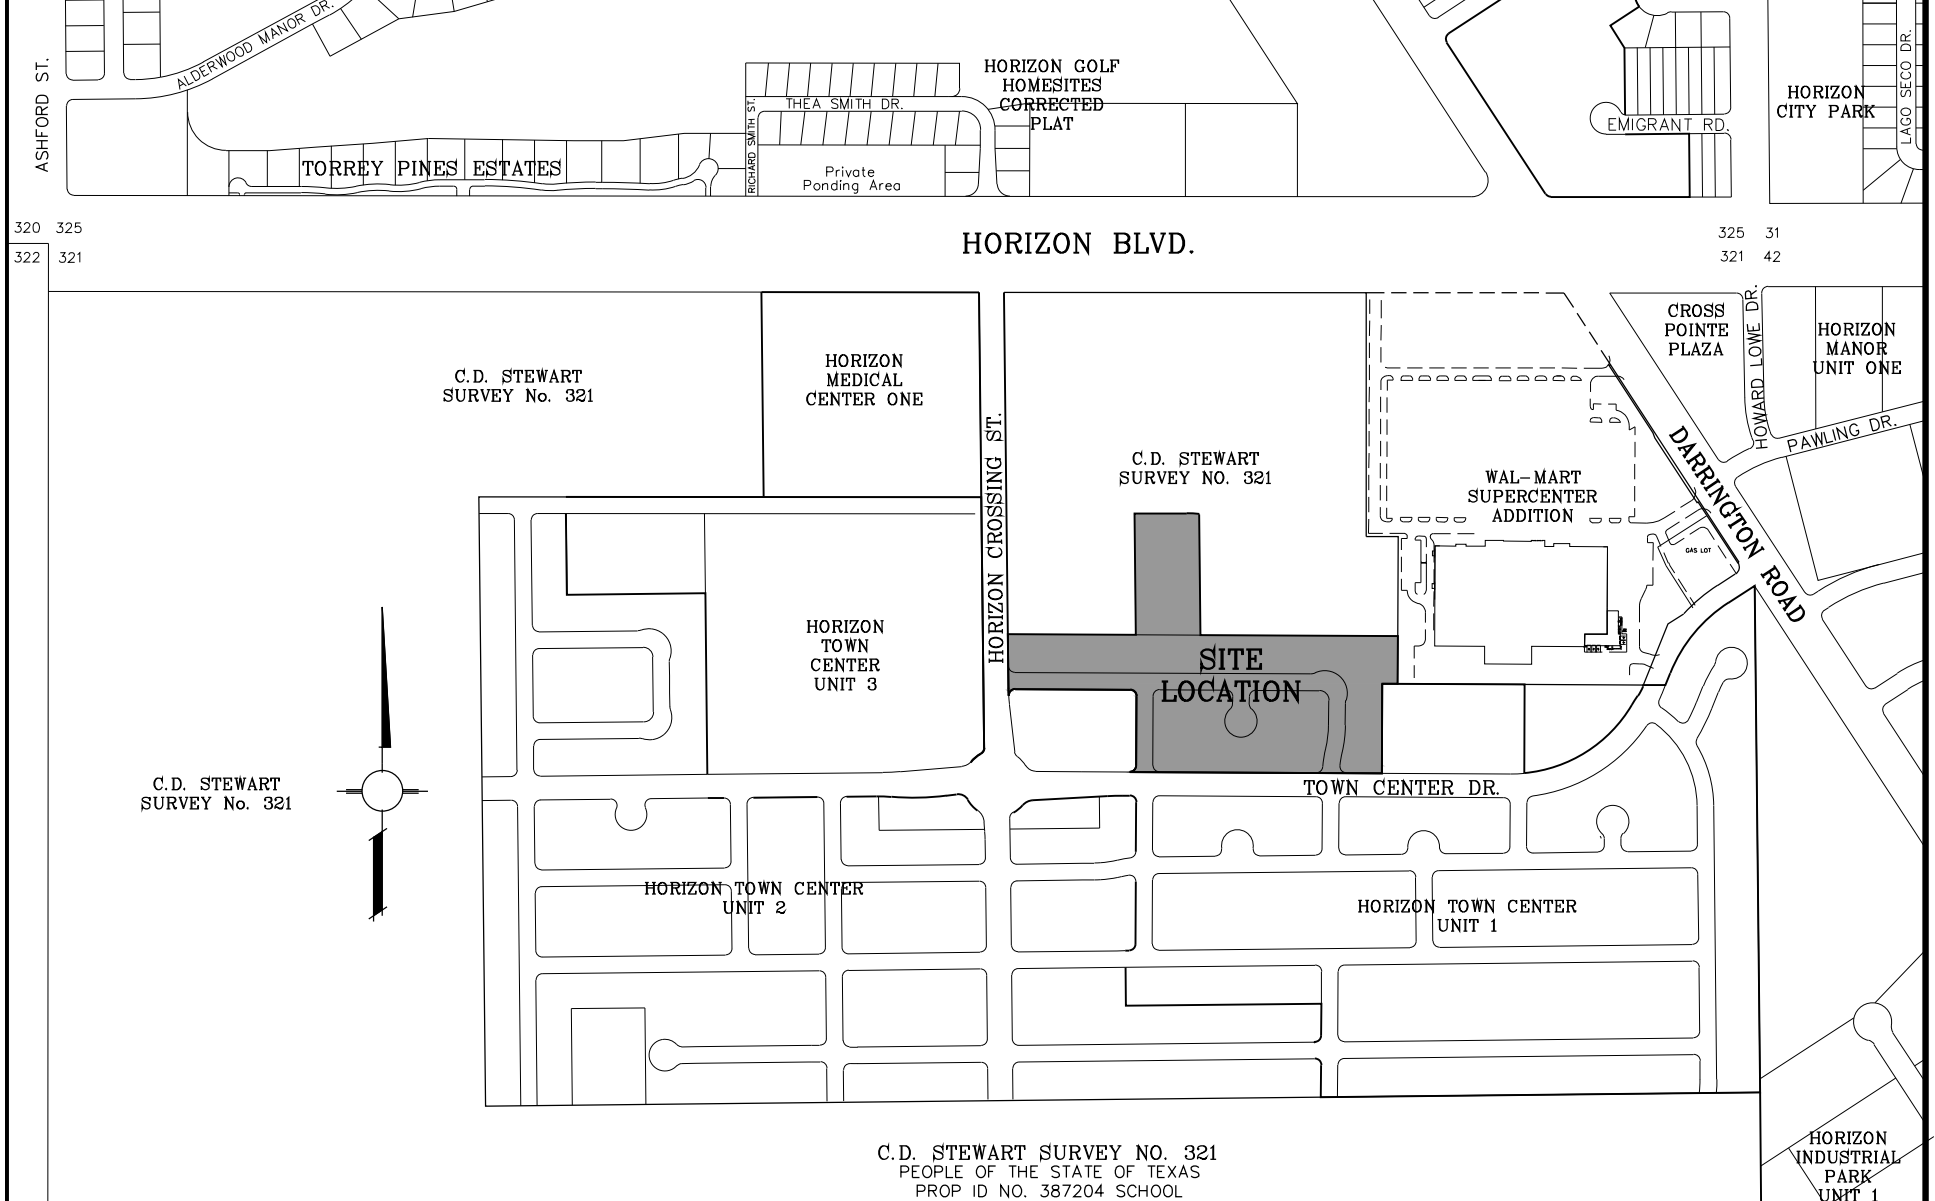 ASHFORD ST.
ALDERWOOD MANOR DR.
TORREY PINES ESTATES
RICHARD SMITH ST.
THEA SMITH DR.
Private
Ponding Area
HORIZON GOLF
HOMESITES
CORRECTED
PLAT
EMIGRANT RD.
HORIZON
CITY PARK
LAGO SECO DR.
320 325
322 321
HORIZON BLVD.
325 31
321 42
C.D. STEWART
SURVEY No. 321
HORIZON
MEDICAL
CENTER ONE
HORIZON CROSSING ST.
C.D. STEWART
SURVEY NO. 321
WAL-MART
SUPERCENTER
ADDITION
GAS LOT
DARRINGTON ROAD
CROSS
POINTE
PLAZA
HOWARD LOWE DR.
HORIZON
MANOR
UNIT ONE
PAWLING DR.
HORIZON
TOWN
CENTER
UNIT 3
SITE
LOCATION
C.D. STEWART
SURVEY No. 321
TOWN CENTER DR.
HORIZON TOWN CENTER
UNIT 2
HORIZON TOWN CENTER
UNIT 1
C.D. STEWART SURVEY NO. 321
PEOPLE OF THE STATE OF TEXAS
PROP ID NO. 387204 SCHOOL
HORIZON
INDUSTRIAL
PARK
UNIT 1